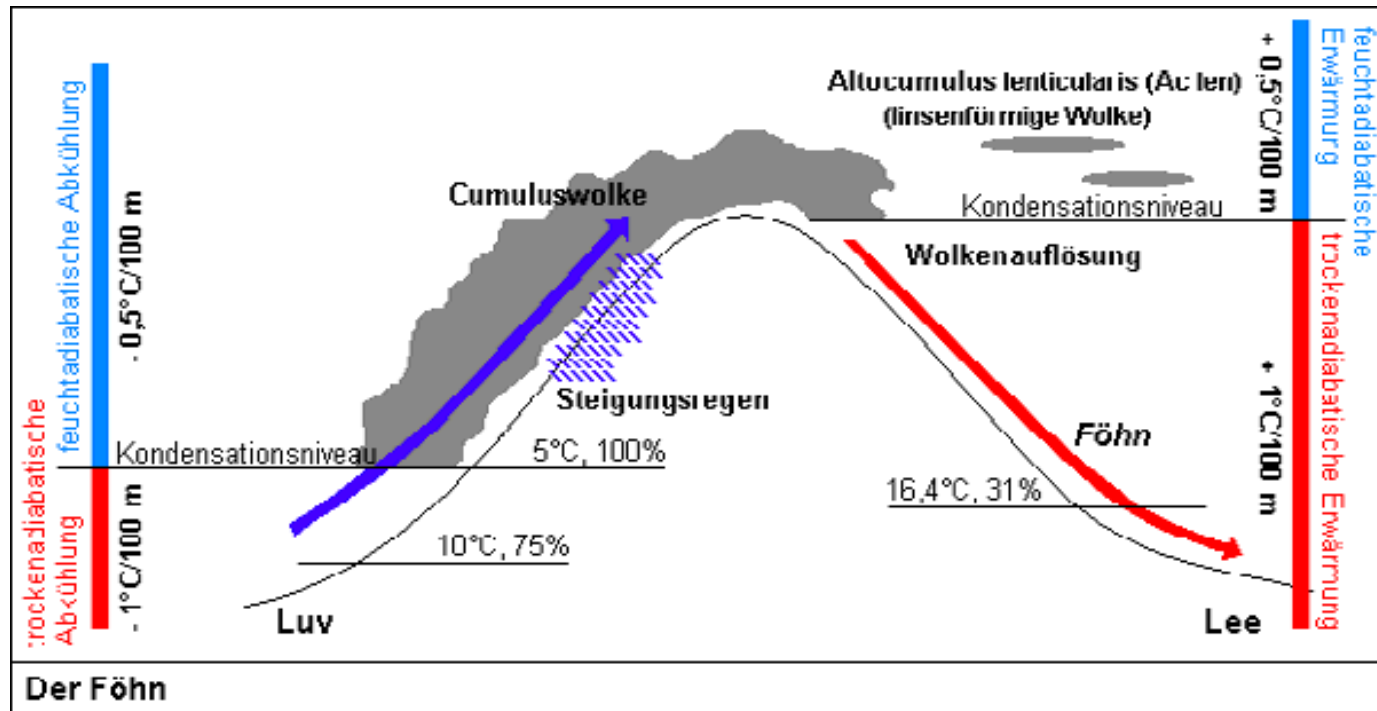 trockenadiabatische
Abkühlung
feuchtadiabatische Abkühlung
- 1°C/100 m
- 0,5°C/100 m
Kondensationsniveau
Cumuluswolke
Steigungsregen
5°C, 100%
10°C, 75%
Luv
Altocumulus lenticularis (Ac len)
(linsenförmige Wolke)
Kondensationsniveau
Wolkenauflösung
Föhn
16,4°C, 31%
Lee
+ 0,5°C/100 m
+ 1°C/100 m
feuchtadiabatische
Erwärmung
trockenadiabatische Erwärmung
Der Föhn